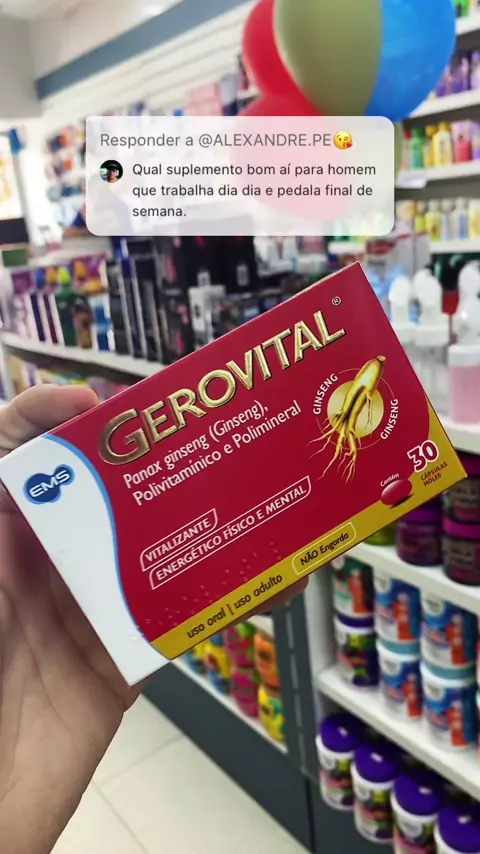 Responder a @ALEXANDRE.PE😘
Qual suplemento bom aí para homem
que trabalha dia dia e pedala final de
semana.
GEROVITAL®
Panax ginseng (Ginseng),
Polivitamínico e Polimineral
GINSENG
GINSENG
EMS
VITALIZANTE
ENERGÉTICO FÍSICO E MENTAL
Contém
30
CÁPSULAS
MOLES
NÃO Engorda
uso oral | uso adulto